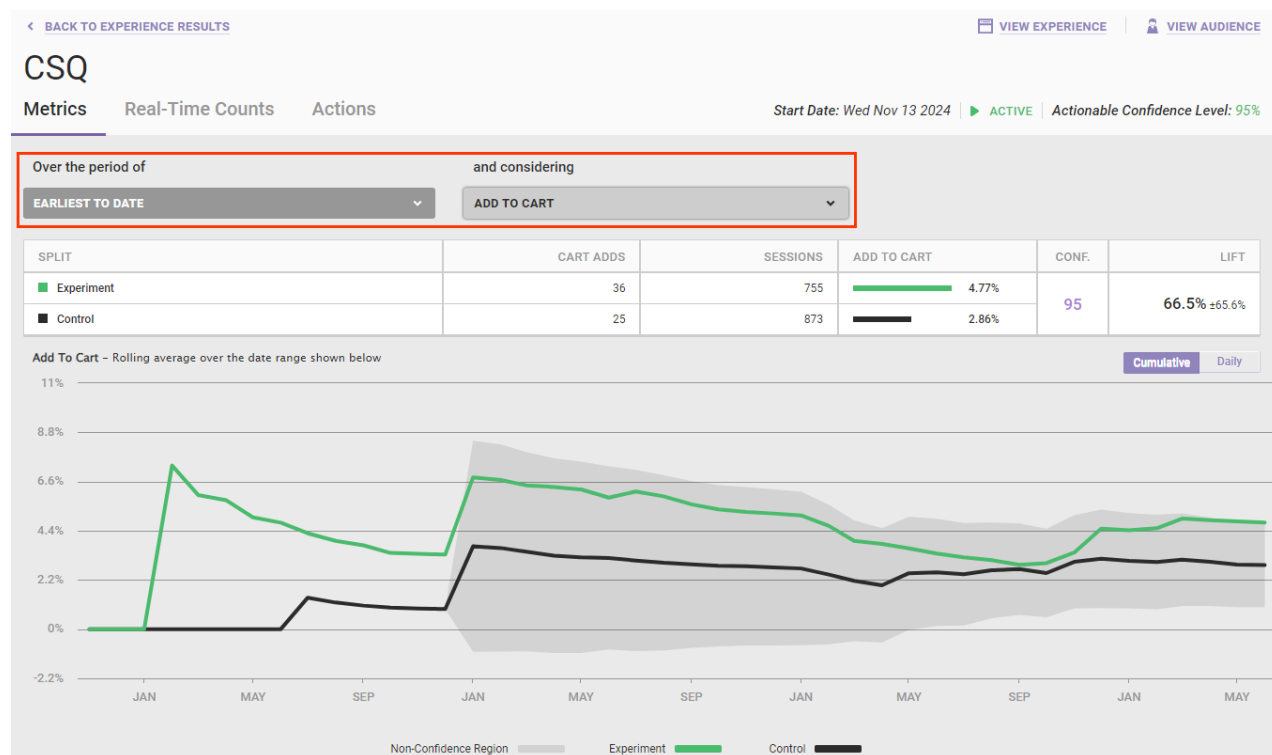 BACK TO EXPERIENCE RESULTS
VIEW EXPERIENCE
VIEW AUDIENCE
CSQ
Metrics Real-Time Counts Actions
Start Date: Wed Nov 13 2024 ACTIVE Actionable Confidence Level: 95%
Over the period of and considering
EARLIEST TO DATE ADD TO CART
SPLIT CART ADDS SESSIONS ADD TO CART CONF. LIFT
Experiment 36 755 4.77% 95 66.5% ±65.6%
Control 25 873 2.86%
Add To Cart – Rolling average over the date range shown below
Cumulative Daily
11%
8.8%
6.6%
4.4%
2.2%
0%
-2.2%
JAN MAY SEP JAN MAY SEP JAN MAY SEP JAN MAY
Non-Confidence Region Experiment Control